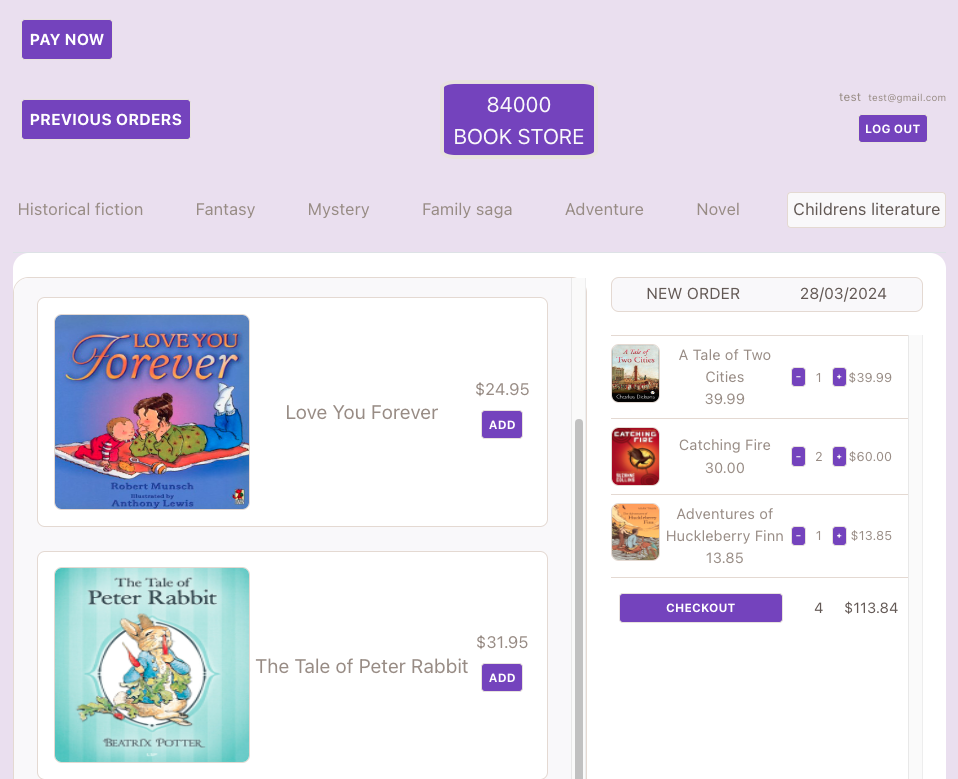 PAY NOW
PREVIOUS ORDERS
84000
BOOK STORE
test test@gmail.com
LOG OUT
Historical fiction
Fantasy
Mystery
Family saga
Adventure
Novel
Childrens literature
LOVE YOU
Forever
Robert Munsch
Illustrated by
Anthony Lewis
Love You Forever
$24.95
ADD
The Tale of
Peter Rabbit
BEATRIX POTTER
The Tale of Peter Rabbit
$31.95
ADD
NEW ORDER 28/03/2024
A Tale of
Two Cities
Charles Dickens
A Tale of Two
Cities
39.99
- 1 + $39.99
CATCHING
FIRE
SUZANNE
COLLINS
Catching Fire
30.00
- 2 + $60.00
Huckleberry
Finn
Adventures of
Huckleberry Finn
13.85
- 1 + $13.85
CHECKOUT 4 $113.84